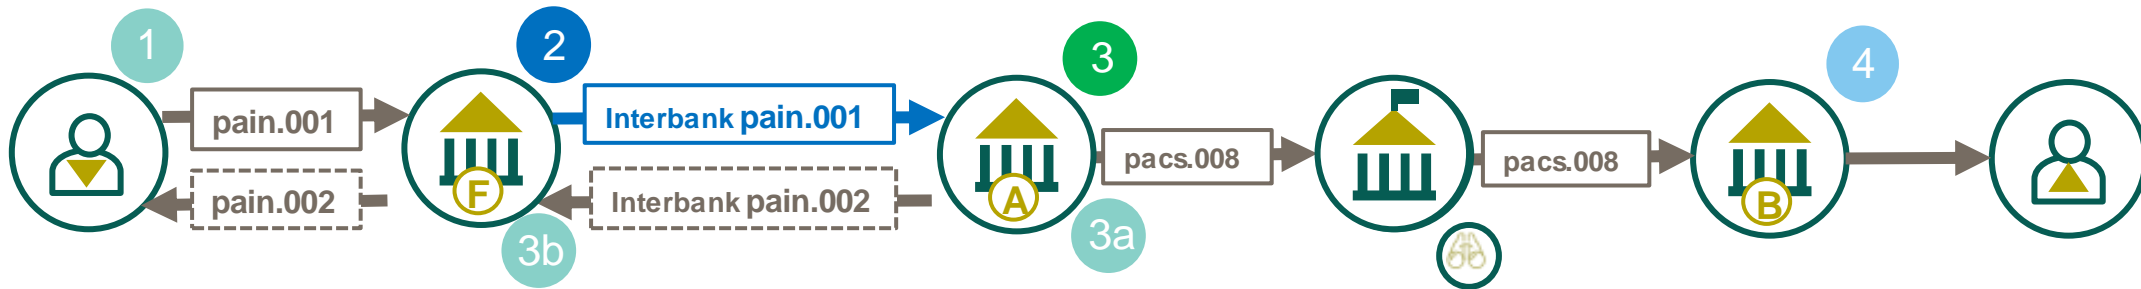 1
2
3
4
pain.001
Interbank pain.001
pacs.008
pacs.008
pain.002
Interbank pain.002
F
A
B
3b
3a